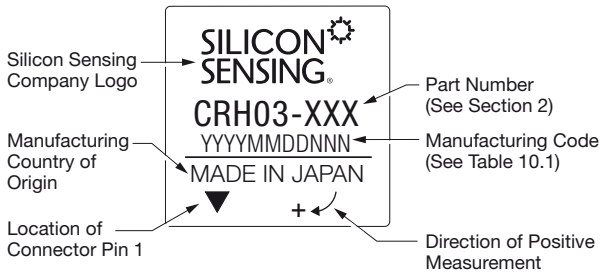 Silicon Sensing
Company Logo
SILICON
SENSING®
CRH03-XXX
Part Number
(See Section 2)
YYYYMMDDNNN
Manufacturing Code
(See Table 10.1)
Manufacturing
Country of
Origin
MADE IN JAPAN
+
Location of
Connector Pin 1
Direction of Positive
Measurement